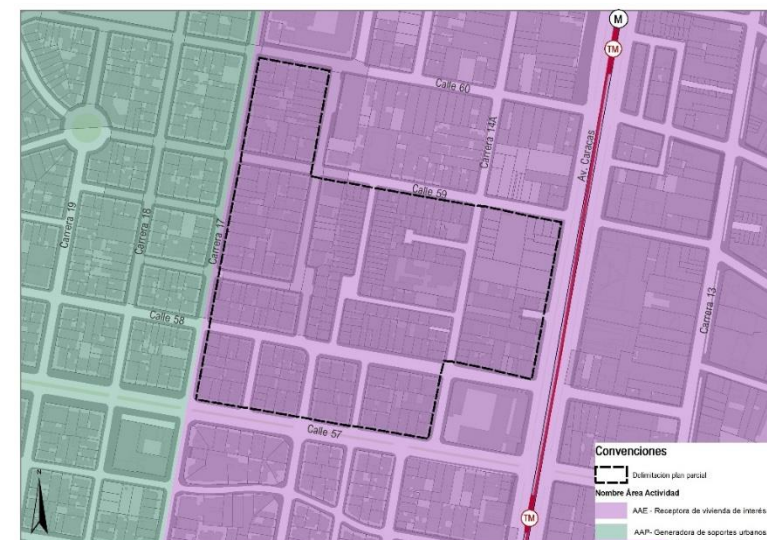 M
TM
Calle 60
Carrera 14A
Av. Caracas
Calle 59
Carrera 19
Carrera 18
Carrera 17
Carrera 13
Calle 58
Calle 57
TM
N
Convenciones
Delimitación plan parcial
Nombre Área Actividad
AAE - Receptora de vivienda de interés
AAP- Generadora de soportes urbanos